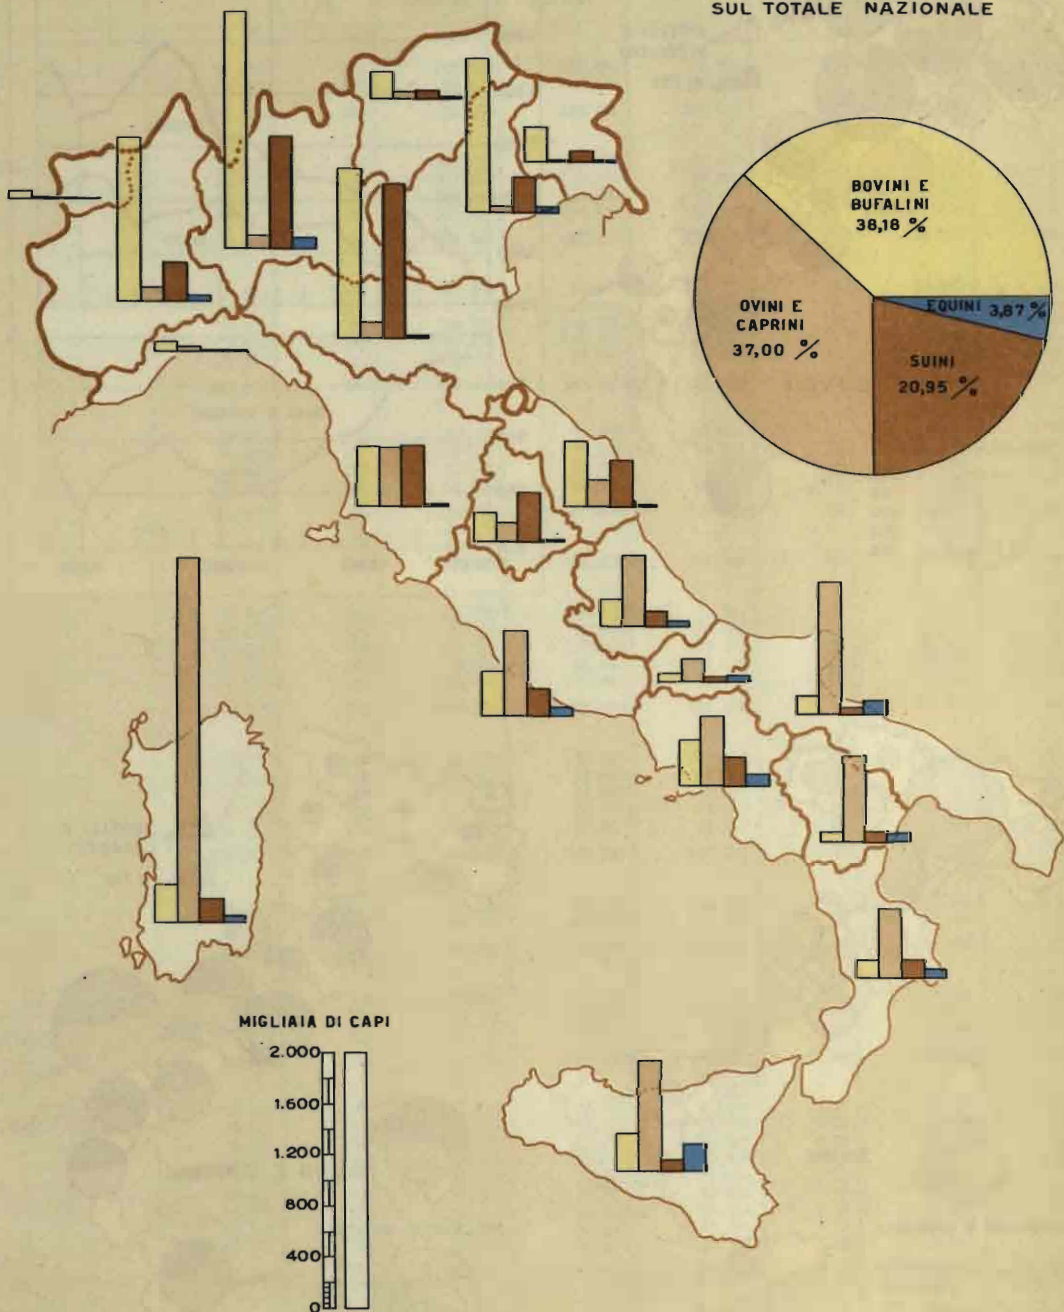 SUL TOTALE NAZIONALE
BOVINI E
BUFALINI
38,18 %
OVINI E
CAPRINI
37,00 %
EQUINI 3,87 %
SUINI
20,95 %
MIGLIAIA DI CAPI
2.000
1.600
1.200
800
400
0